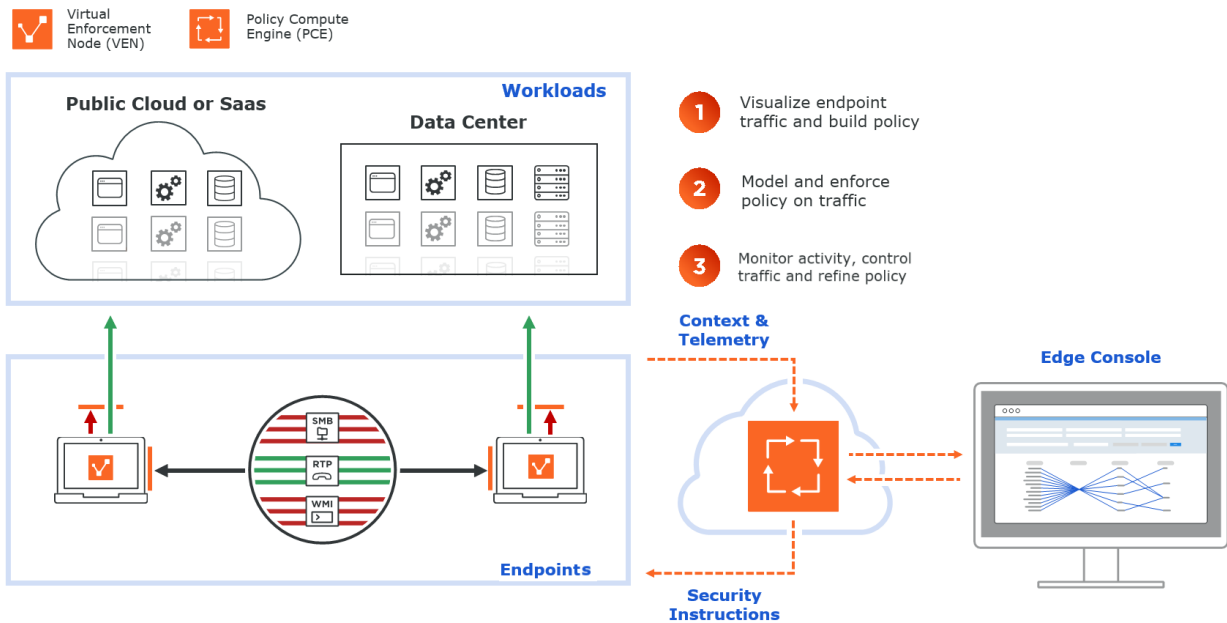 Virtual
Enforcement
Node (VEN)
Policy Compute
Engine (PCE)
Workloads
Public Cloud or Saas
Data Center
1
Visualize endpoint
traffic and build policy
2
Model and enforce
policy on traffic
3
Monitor activity, control
traffic and refine policy
Context &
Telemetry
Edge Console
SMB
RTP
WMI
Endpoints
Security
Instructions